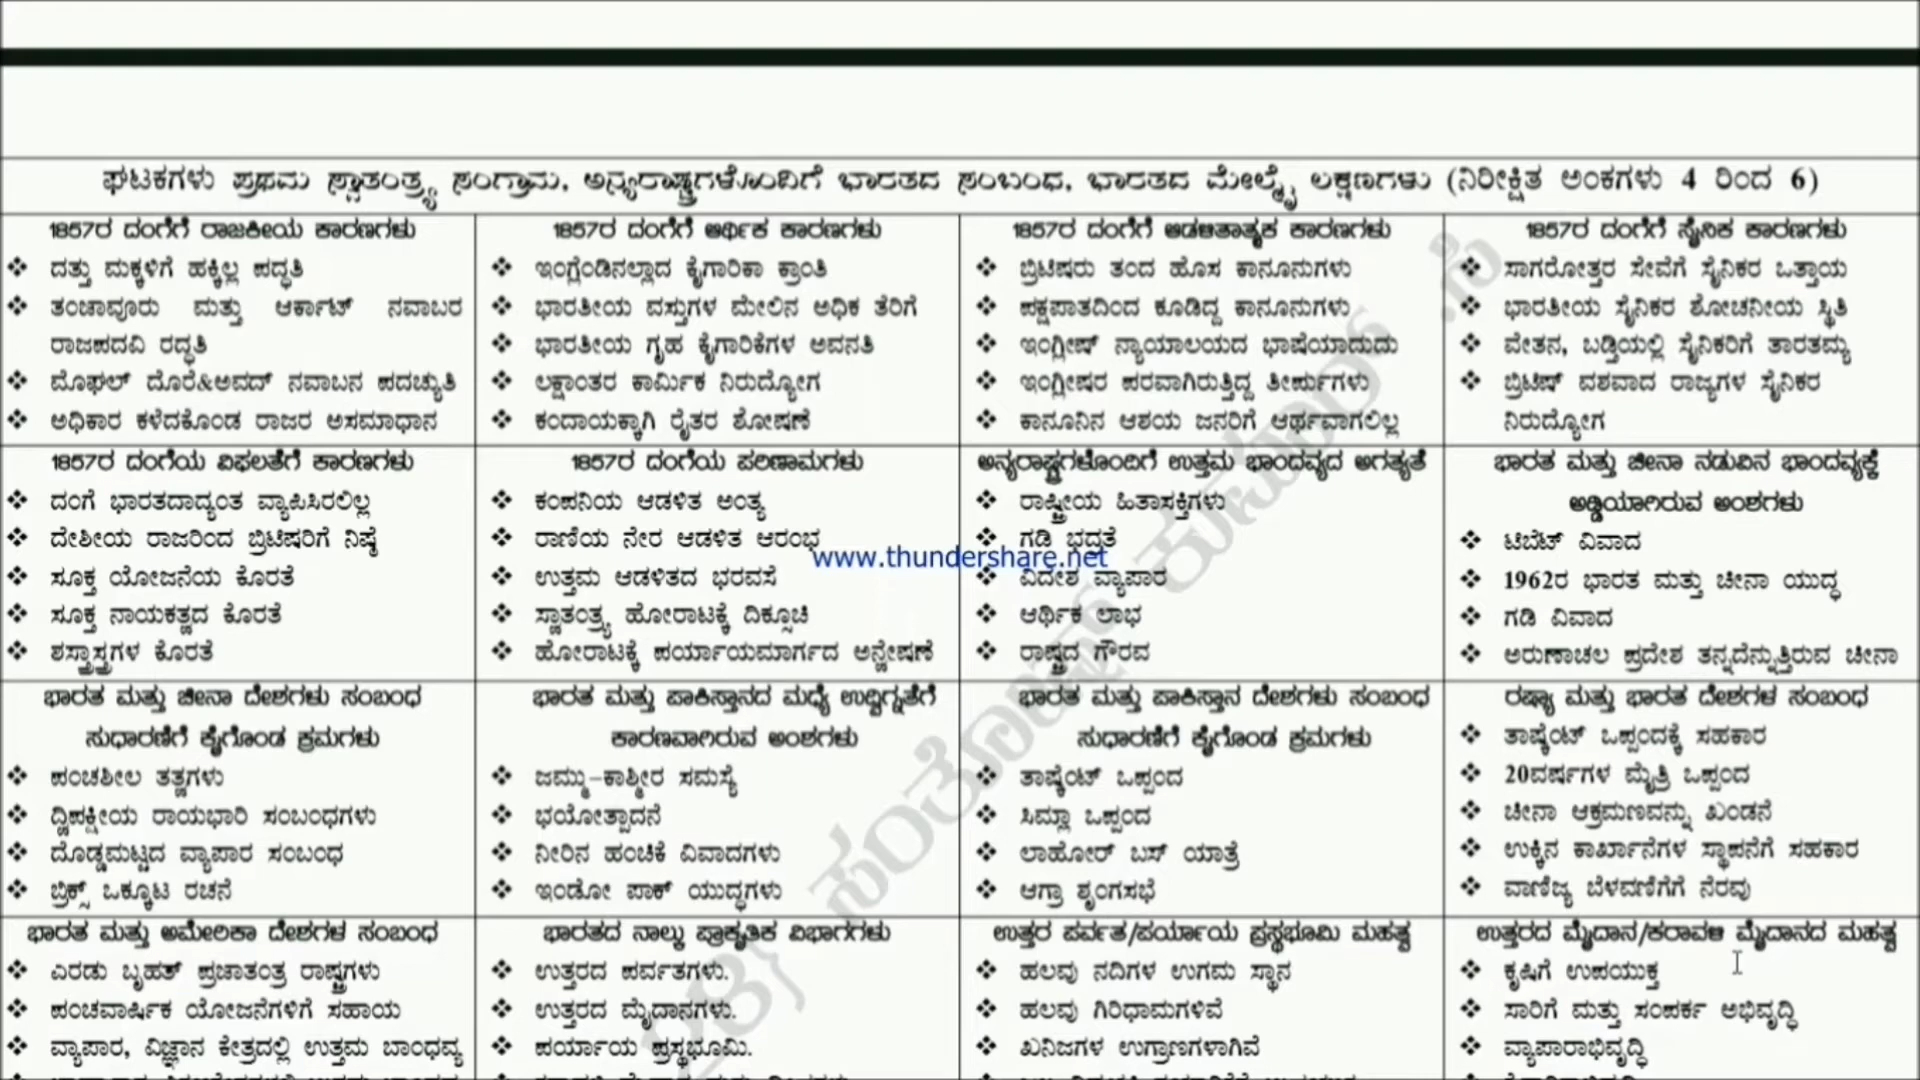 ಘಟಕಗಳು ಪ್ರಥಮ ಸ್ವಾತಂತ್ರ್ಯ ಸಂಗ್ರಾಮ, ಅನ್ಯರಾಷ್ಟ್ರಗಳೊಂದಿಗೆ ಭಾರತದ ಸಂಬಂಧ, ಭಾರತದ ಮೇಲ್ಮೈ ಲಕ್ಷಣಗಳು (ನಿರೀಕ್ಷಿತ ಅಂಕಗಳು 4 ರಿಂದ 6)
1857ರ ದಂಗೆಗೆ ರಾಜಕೀಯ ಕಾರಣಗಳು
❖ ದತ್ತು ಮಕ್ಕಳಿಗೆ ಹಕ್ಕಿಲ್ಲ ಪದ್ಧತಿ
❖ ತಂಜಾವೂರು ಮತ್ತು ಆರ್ಕಾಟ್ ನವಾಬರ
ರಾಜಪದವಿ ರದ್ಧತಿ
❖ ಮೊಘಲ್ ದೊರೆ&ಅವದ್ ನವಾಬನ ಪದಚ್ಯುತಿ
❖ ಅಧಿಕಾರ ಕಳೆದಕೊಂಡ ರಾಜರ ಅಸಮಾಧಾನ
1857ರ ದಂಗೆಗೆ ಆರ್ಥಿಕ ಕಾರಣಗಳು
❖ ಇಂಗ್ಲೆಂಡಿನಲ್ಲಾದ ಕೈಗಾರಿಕಾ ಕ್ರಾಂತಿ
❖ ಭಾರತೀಯ ವಸ್ತುಗಳ ಮೇಲಿನ ಅಧಿಕ ತೆರಿಗೆ
❖ ಭಾರತೀಯ ಗೃಹ ಕೈಗಾರಿಕೆಗಳ ಅವನತಿ
❖ ಲಕ್ಷಾಂತರ ಕಾರ್ಮಿಕ ನಿರುದ್ಯೋಗ
❖ ಕಂದಾಯಕ್ಕಾಗಿ ರೈತರ ಶೋಷಣೆ
1857ರ ದಂಗೆಗೆ ಆಡಳಿತಾತ್ಮಕ ಕಾರಣಗಳು
❖ ಬ್ರಿಟಿಷರು ತಂದ ಹೊಸ ಕಾನೂನುಗಳು
❖ ಪಕ್ಷಪಾತದಿಂದ ಕೂಡಿದ್ದ ಕಾನೂನುಗಳು
❖ ಇಂಗ್ಲೀಷ್ ನ್ಯಾಯಾಲಯದ ಭಾಷೆಯಾದುದು
❖ ಇಂಗ್ಲೀಷರ ಪರವಾಗಿರುತ್ತಿದ್ದ ತೀರ್ಪುಗಳು
❖ ಕಾನೂನಿನ ಆಶಯ ಜನರಿಗೆ ಆರ್ಥವಾಗಲಿಲ್ಲ
1857ರ ದಂಗೆಗೆ ಸೈನಿಕ ಕಾರಣಗಳು
❖ ಸಾಗರೋತ್ತರ ಸೇವೆಗೆ ಸೈನಿಕರ ಒತ್ತಾಯ
❖ ಭಾರತೀಯ ಸೈನಿಕರ ಶೋಚನೀಯ ಸ್ಥಿತಿ
❖ ವೇತನ, ಬಡ್ತಿಯಲ್ಲಿ ಸೈನಿಕರಿಗೆ ತಾರತಮ್ಯ
❖ ಬ್ರಿಟಿಷ್ ವಶವಾದ ರಾಜ್ಯಗಳ ಸೈನಿಕರ
ನಿರುದ್ಯೋಗ
1857ರ ದಂಗೆಯ ವಿಫಲತೆಗೆ ಕಾರಣಗಳು
❖ ದಂಗೆ ಭಾರತದಾದ್ಯಂತ ವ್ಯಾಪಿಸಿರಲಿಲ್ಲ
❖ ದೇಶೀಯ ರಾಜರಿಂದ ಬ್ರಿಟಿಷರಿಗೆ ನಿಷ್ಠೆ
❖ ಸೂಕ್ತ ಯೋಜನೆಯ ಕೊರತೆ
❖ ಸೂಕ್ತ ನಾಯಕತ್ವದ ಕೊರತೆ
❖ ಶಸ್ತ್ರಾಸ್ತ್ರಗಳ ಕೊರತೆ
1857ರ ದಂಗೆಯ ಪರಿಣಾಮಗಳು
❖ ಕಂಪನಿಯ ಆಡಳಿತ ಅಂತ್ಯ
❖ ರಾಣಿಯ ನೇರ ಆಡಳಿತ ಆರಂಭ
❖ ಉತ್ತಮ ಆಡಳಿತದ ಭರವಸೆ
❖ ಸ್ವಾತಂತ್ರ್ಯ ಹೋರಾಟಕ್ಕೆ ದಿಕ್ಸೂಚಿ
❖ ಹೋರಾಟಕ್ಕೆ ಪರ್ಯಾಯಮಾರ್ಗದ ಅನ್ವೇಷಣೆ
ಅನ್ಯರಾಷ್ಟ್ರಗಳೊಂದಿಗೆ ಉತ್ತಮ ಭಾಂದವ್ಯದ ಅಗತ್ಯತೆ
❖ ರಾಷ್ಟ್ರೀಯ ಹಿತಾಸಕ್ತಿಗಳು
❖ ಗಡಿ ಭದ್ರತೆ
❖ ವಿದೇಶ ವ್ಯಾಪಾರ
❖ ಆರ್ಥಿಕ ಲಾಭ
❖ ರಾಷ್ಟ್ರದ ಗೌರವ
ಭಾರತ ಮತ್ತು ಚೀನಾ ನಡುವಿನ ಭಾಂದವ್ಯಕ್ಕೆ
ಅಡ್ಡಿಯಾಗಿರುವ ಅಂಶಗಳು
❖ ಟಿಬೆಟ್ ವಿವಾದ
❖ 1962ರ ಭಾರತ ಮತ್ತು ಚೀನಾ ಯುದ್ಧ
❖ ಗಡಿ ವಿವಾದ
❖ ಅರುಣಾಚಲ ಪ್ರದೇಶ ತನ್ನದೆನ್ನುತ್ತಿರುವ ಚೀನಾ
www.thundershare.net
ಭಾರತ ಮತ್ತು ಚೀನಾ ದೇಶಗಳು ಸಂಬಂಧ
ಸುಧಾರಣೆಗೆ ಕೈಗೊಂಡ ಕ್ರಮಗಳು
❖ ಪಂಚಶೀಲ ತತ್ವಗಳು
❖ ದ್ವಿಪಕ್ಷೀಯ ರಾಯಭಾರಿ ಸಂಬಂಧಗಳು
❖ ದೊಡ್ಡಮಟ್ಟದ ವ್ಯಾಪಾರ ಸಂಬಂಧ
❖ ಬ್ರಿಕ್ಸ್ ಒಕ್ಕೂಟ ರಚನೆ
ಭಾರತ ಮತ್ತು ಪಾಕಿಸ್ತಾನದ ಮಧ್ಯೆ ಉದ್ವಿಗ್ನತೆಗೆ
ಕಾರಣವಾಗಿರುವ ಅಂಶಗಳು
❖ ಜಮ್ಮು-ಕಾಶ್ಮೀರ ಸಮಸ್ಯೆ
❖ ಭಯೋತ್ಪಾದನೆ
❖ ನೀರಿನ ಹಂಚಿಕೆ ವಿವಾದಗಳು
❖ ಇಂಡೋ ಪಾಕ್ ಯುದ್ಧಗಳು
ಭಾರತ ಮತ್ತು ಪಾಕಿಸ್ತಾನ ದೇಶಗಳು ಸಂಬಂಧ
ಸುಧಾರಣೆಗೆ ಕೈಗೊಂಡ ಕ್ರಮಗಳು
❖ ತಾಷ್ಕೆಂಟ್ ಒಪ್ಪಂದ
❖ ಸಿಮ್ಲಾ ಒಪ್ಪಂದ
❖ ಲಾಹೋರ್ ಬಸ್ ಯಾತ್ರೆ
❖ ಆಗ್ರಾ ಶೃಂಗಸಭೆ
ರಷ್ಯಾ ಮತ್ತು ಭಾರತ ದೇಶಗಳ ಸಂಬಂಧ
❖ ತಾಷ್ಕೆಂಟ್ ಒಪ್ಪಂದಕ್ಕೆ ಸಹಕಾರ
❖ 20ವರ್ಷಗಳ ಮೈತ್ರಿ ಒಪ್ಪಂದ
❖ ಚೀನಾ ಆಕ್ರಮಣವನ್ನು ಖಂಡನೆ
❖ ಉಕ್ಕಿನ ಕಾರ್ಖಾನೆಗಳ ಸ್ಥಾಪನೆಗೆ ಸಹಕಾರ
❖ ವಾಣಿಜ್ಯ ಬೆಳವಣಿಗೆಗೆ ನೆರವು
ಭಾರತ ಮತ್ತು ಅಮೇರಿಕಾ ದೇಶಗಳ ಸಂಬಂಧ
❖ ಎರಡು ಬೃಹತ್ ಪ್ರಜಾತಂತ್ರ ರಾಷ್ಟ್ರಗಳು
❖ ಪಂಚವಾರ್ಷಿಕ ಯೋಜನೆಗಳಿಗೆ ಸಹಾಯ
❖ ವ್ಯಾಪಾರ, ವಿಜ್ಞಾನ ಕೇತ್ರದಲ್ಲಿ ಉತ್ತಮ ಬಾಂಧವ್ಯ
ಭಾರತದ ನಾಲ್ಕು ಪ್ರಾಕೃತಿಕ ವಿಭಾಗಗಳು
❖ ಉತ್ತರದ ಪರ್ವತಗಳು.
❖ ಉತ್ತರದ ಮೈದಾನಗಳು.
❖ ಪರ್ಯಾಯ ಪ್ರಸ್ಥಭೂಮಿ.
ಉತ್ತರ ಪರ್ವತ/ಪರ್ಯಾಯ ಪ್ರಸ್ಥಭೂಮಿ ಮಹತ್ವ
❖ ಹಲವು ನದಿಗಳ ಉಗಮ ಸ್ಥಾನ
❖ ಹಲವು ಗಿರಿಧಾಮಗಳಿವೆ
❖ ಖನಿಜಗಳ ಉಗ್ರಾಣಗಳಾಗಿವೆ
ಉತ್ತರದ ಮೈದಾನ/ಕರಾವಳಿ ಮೈದಾನದ ಮಹತ್ವ
❖ ಕೃಷಿಗೆ ಉಪಯುಕ್ತ
❖ ಸಾರಿಗೆ ಮತ್ತು ಸಂಪರ್ಕ ಅಭಿವೃದ್ಧಿ
❖ ವ್ಯಾಪಾರಾಭಿವೃದ್ಧಿ